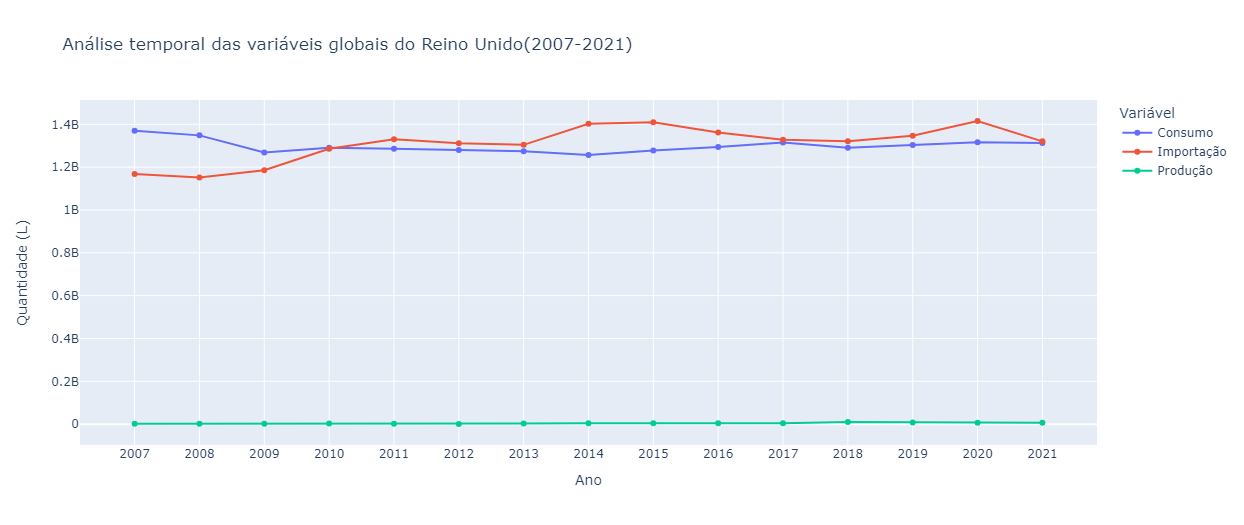 Análise temporal das variáveis globais do Reino Unido(2007-2021)
Variável
Consumo
Importação
Produção
Quantidade (L)
1.4B
1.2B
1B
0.8B
0.6B
0.4B
0.2B
0
2007 2008 2009 2010 2011 2012 2013 2014 2015 2016 2017 2018 2019 2020 2021
Ano